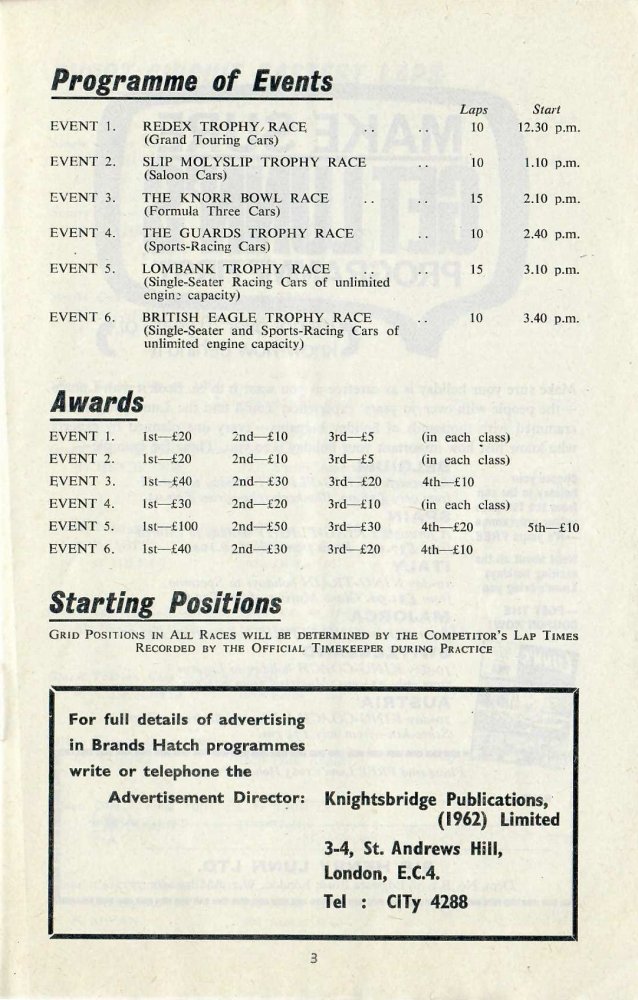 Programme of Events
Laps Start
EVENT 1. REDEX TROPHY RACE .. .. 10 12.30 p.m.
(Grand Touring Cars)
EVENT 2. SLIP MOLYSLIP TROPHY RACE .. 10 1.10 p.m.
(Saloon Cars)
EVENT 3. THE KNORR BOWL RACE .. .. 15 2.10 p.m.
(Formula Three Cars)
EVENT 4. THE GUARDS TROPHY RACE .. 10 2.40 p.m.
(Sports-Racing Cars)
EVENT 5. LOMBANK TROPHY RACE .. .. 15 3.10 p.m.
(Single-Seater Racing Cars of unlimited
engine capacity)
EVENT 6. BRITISH EAGLE TROPHY RACE .. 10 3.40 p.m.
(Single-Seater and Sports-Racing Cars of
unlimited engine capacity)
Awards
EVENT 1. 1st—£20 2nd—£10 3rd—£5 (in each class)
EVENT 2. 1st—£20 2nd—£10 3rd—£5 (in each class)
EVENT 3. 1st—£40 2nd—£30 3rd—£20 4th—£10
EVENT 4. 1st—£30 2nd—£20 3rd—£10 (in each class)
EVENT 5. 1st—£100 2nd—£50 3rd—£30 4th—£20 5th—£10
EVENT 6. 1st—£40 2nd—£30 3rd—£20 4th—£10
Starting Positions
GRID POSITIONS IN ALL RACES WILL BE DETERMINED BY THE COMPETITOR'S LAP TIMES
RECORDED BY THE OFFICIAL TIMEKEEPER DURING PRACTICE
For full details of advertising
in Brands Hatch programmes
write or telephone the
Advertisement Director: Knightsbridge Publications,
(1962) Limited
3-4, St. Andrews Hill,
London, E.C.4.
Tel : CITy 4288
3